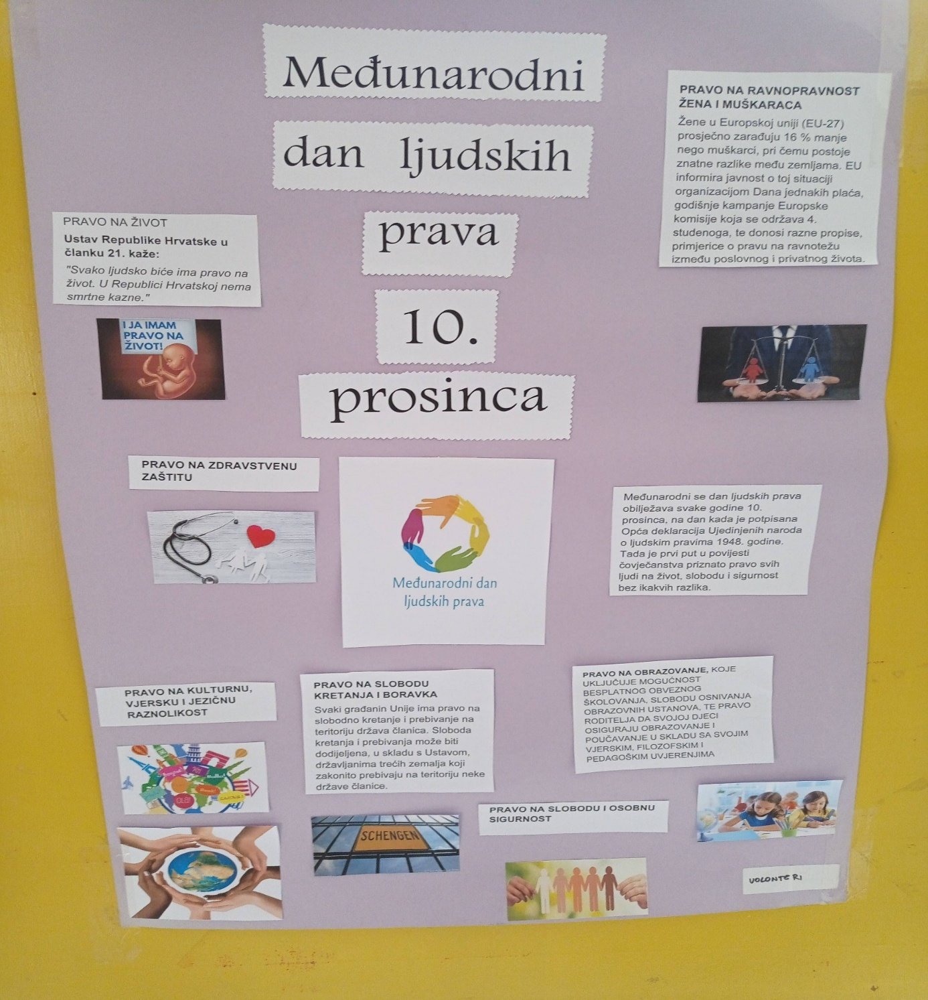 Međunarodni
dan ljudskih
prava
10.
prosinca
PRAVO NA ŽIVOT
Ustav Republike Hrvatske u
članku 21. kaže:
"Svako ljudsko biće ima pravo na
život. U Republici Hrvatskoj nema
smrtne kazne."
I JA IMAM
PRAVO NA
ŽIVOT!
PRAVO NA RAVNOPRAVNOST
ŽENA I MUŠKARACA
Žene u Europskoj uniji (EU-27)
prosječno zarađuju 16 % manje
nego muškarci, pri čemu postoje
znatne razlike među zemljama. EU
informira javnost o toj situaciji
organizacijom Dana jednakih plaća,
godišnje kampanje Europske
komisije koja se održava 4.
studenoga, te donosi razne propise,
primjerice o pravu na ravnotežu
između poslovnog i privatnog života.
PRAVO NA ZDRAVSTVENU
ZAŠTITU
Međunarodni dan
ljudskih prava
Međunarodni se dan ljudskih prava
obilježava svake godine 10.
prosinca, na dan kada je potpisana
Opća deklaracija Ujedinjenih naroda
o ljudskim pravima 1948. godine.
Tada je prvi put u povijesti
čovječanstva priznato pravo svih
ljudi na život, slobodu i sigurnost
bez ikakvih razlika.
PRAVO NA KULTURNU,
VJERSKU I JEZIČNU
RAZNOLIKOST
OLÁ!
PRAVO NA SLOBODU
KRETANJA I BORAVKA
Svaki građanin Unije ima pravo na
slobodno kretanje i prebivanje na
teritoriju država članica. Sloboda
kretanja i prebivanja može biti
dodijeljena, u skladu s Ustavom,
državljanima trećih zemalja koji
zakonito prebivaju na teritoriju neke
države članice.
SCHENGEN
PRAVO NA OBRAZOVANJE, KOJE
UKLJUČUJE MOGUĆNOST
BESPLATNOG OBVEZNOG
ŠKOLOVANJA, SLOBODU OSNIVANJA
OBRAZOVNIH USTANOVA, TE PRAVO
RODITELJA DA SVOJOJ DJECI
OSIGURAJU OBRAZOVANJE I
POUČAVANJE U SKLADU SA SVOJIM
VJERSKIM, FILOZOFSKIM I
PEDAGOŠKIM UVJERENJIMA
PRAVO NA SLOBODU I OSOBNU
SIGURNOST
VOLONTERI